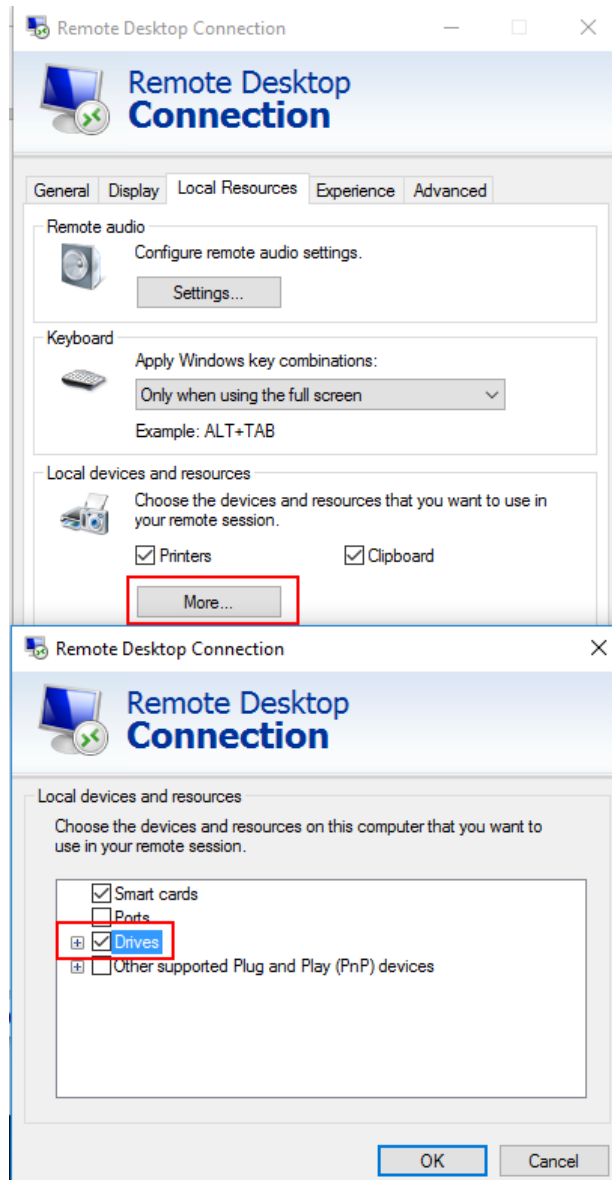 Remote Desktop Connection
Remote Desktop
Connection
General Display Local Resources Experience Advanced
Remote audio
Configure remote audio settings.
Settings...
Keyboard
Apply Windows key combinations:
Only when using the full screen
Example: ALT+TAB
Local devices and resources
Choose the devices and resources that you want to use in
your remote session.
Printers Clipboard
More...
Remote Desktop Connection
Remote Desktop
Connection
Local devices and resources
Choose the devices and resources on this computer that you want to
use in your remote session.
Smart cards
Ports
Drives
Other supported Plug and Play (PnP) devices
OK Cancel